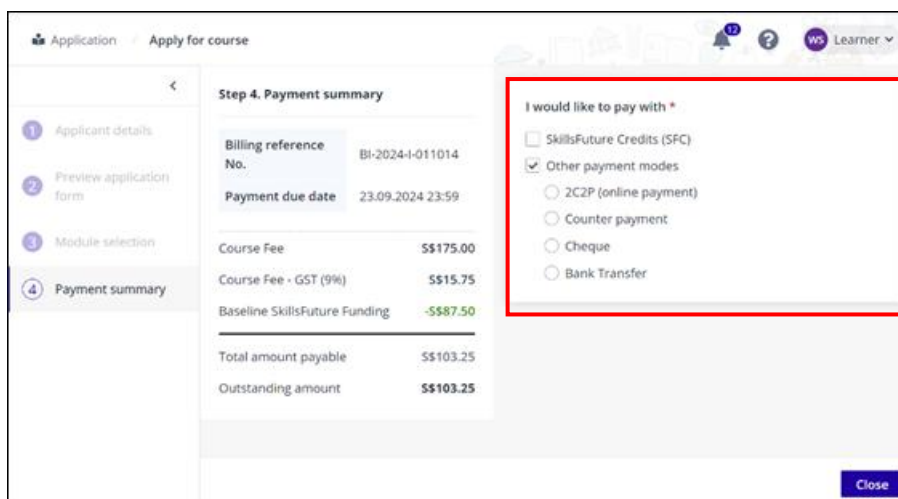 Application / Apply for course
12
WS Learner
Step 4. Payment summary
1 Applicant details
2 Preview application
form
3 Module selection
4 Payment summary
Billing reference
No.
BI-2024-I-011014
Payment due date 23.09.2024 23:59
Course Fee S$175.00
Course Fee - GST (9%) S$15.75
Baseline SkillsFuture Funding -S$87.50
Total amount payable S$103.25
Outstanding amount S$103.25
I would like to pay with *
SkillsFuture Credits (SFC)
Other payment modes
2C2P (online payment)
Counter payment
Cheque
Bank Transfer
Close